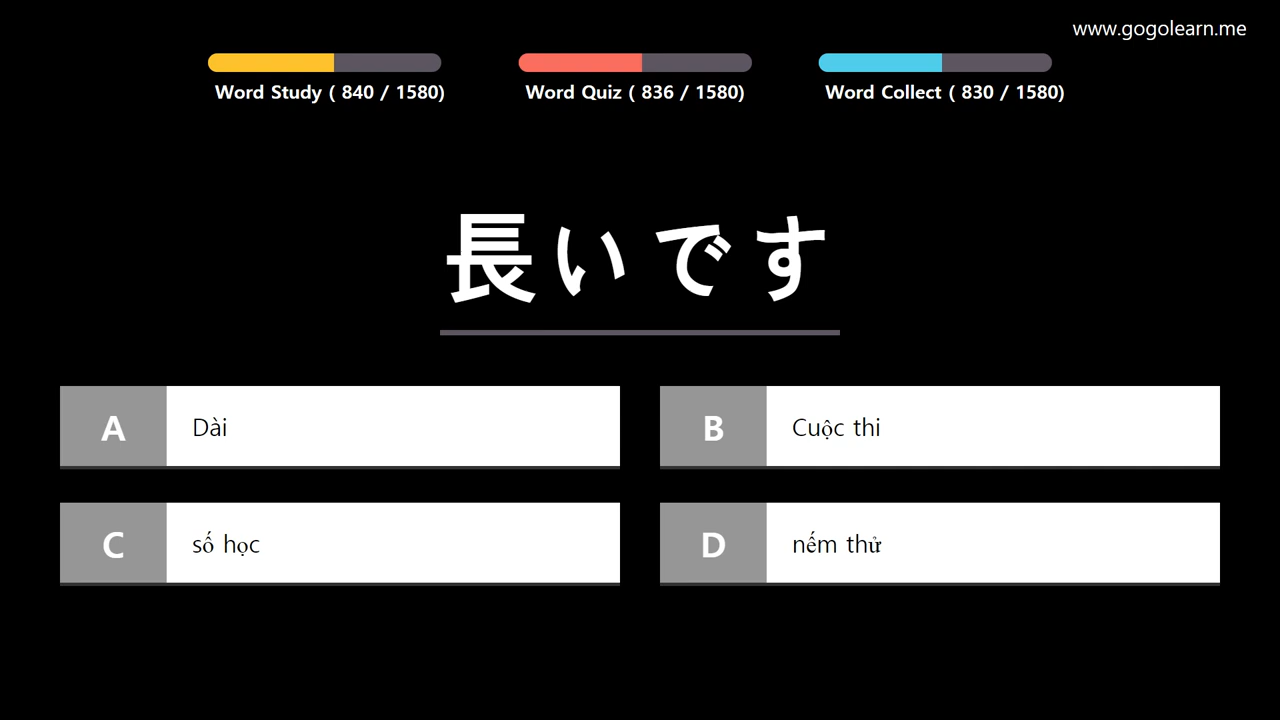 www.gogolearn.me
Word Study ( 840 / 1580)
Word Quiz ( 836 / 1580)
Word Collect ( 830 / 1580)
長いです
A Dài
B Cuộc thi
C số học
D nếm thử